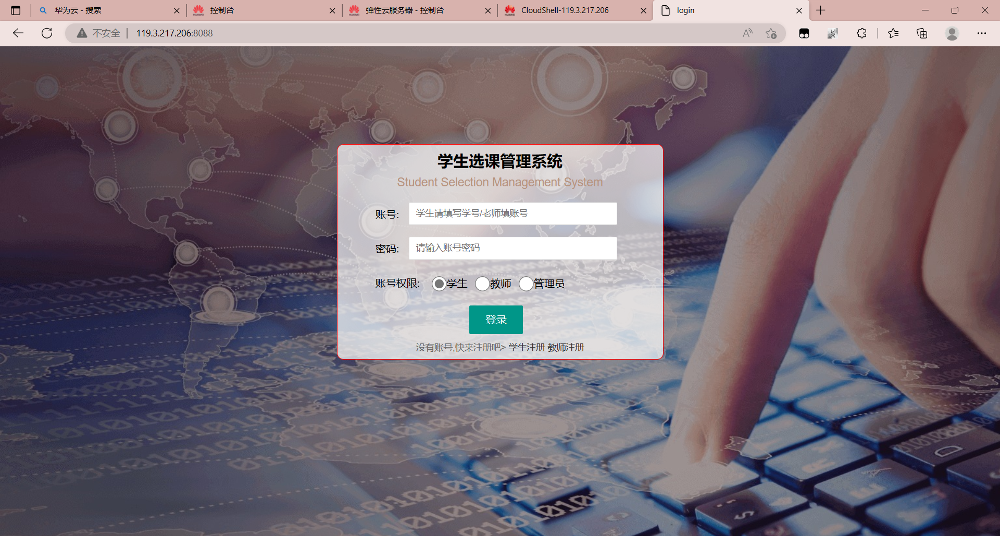 华为云 - 搜索
控制台
弹性云服务器 - 控制台
CloudShell-119.3.217.206
login
不安全
119.3.217.206:8088
学生选课管理系统
Student Selection Management System
账号:
学生请填写学号/老师填账号
密码:
请输入账号密码
账号权限: 学生 教师 管理员
登录
没有账号,快来注册吧> 学生注册 教师注册